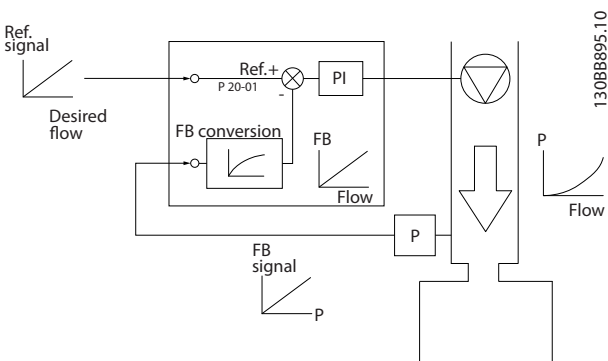 Ref.
signal
Desired
flow
Ref.+
P 20-01
-
PI
FB conversion
FB
Flow
P
FB
signal
P
P
Flow
130BB895.10